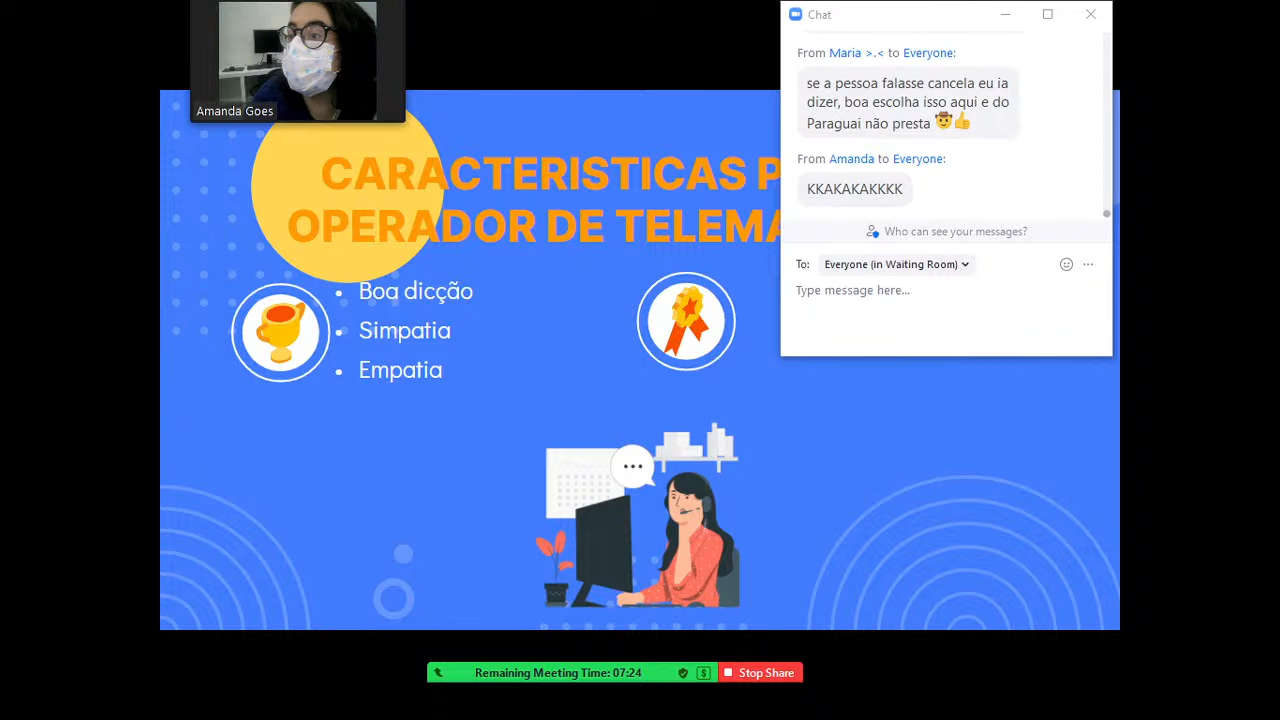 Amanda Goes
CARACTERISTICAS P
OPERADOR DE TELEMA
Boa dicção
Simpatia
Empatia
Chat
From Maria >.< to Everyone:
se a pessoa falasse cancela eu ia
dizer, boa escolha isso aqui e do
Paraguai não presta 🤠👍
From Amanda to Everyone:
KKAKAKAKKKK
Who can see your messages?
To: Everyone (in Waiting Room)
Type message here...
Remaining Meeting Time: 07:24
Stop Share